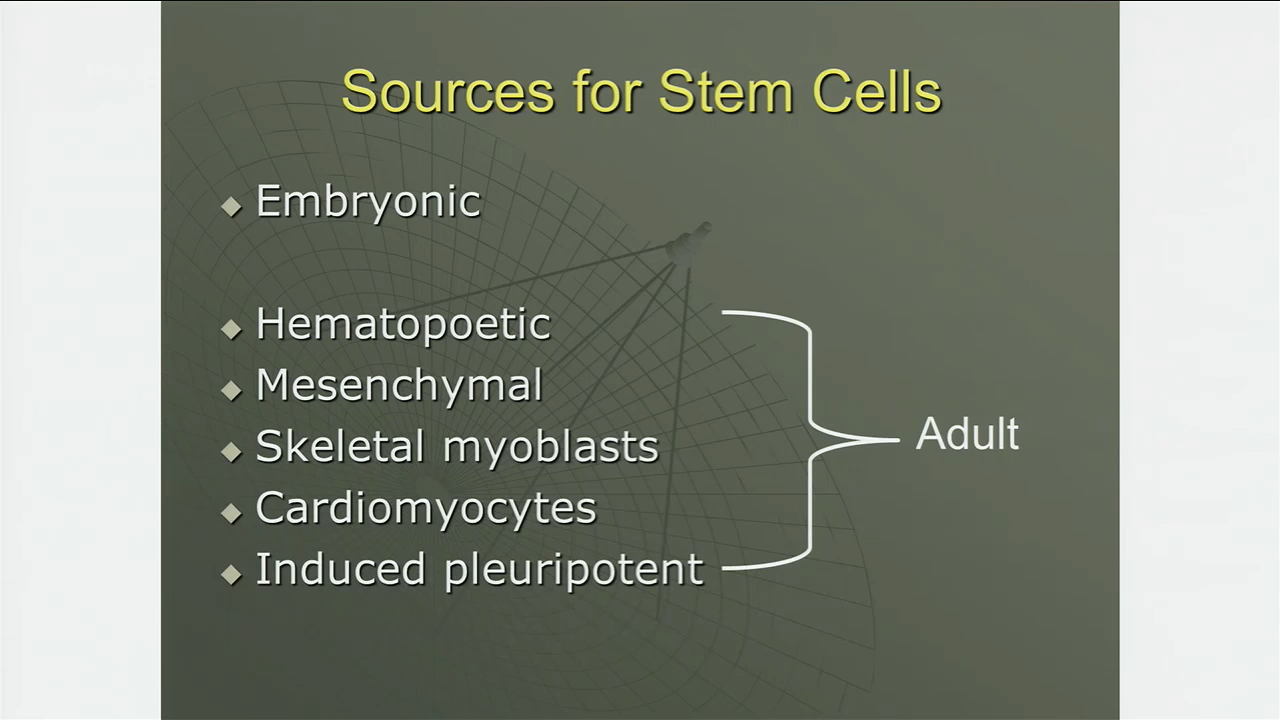 Sources for Stem Cells
Embryonic
Hematopoetic
Mesenchymal
Skeletal myoblasts
Cardiomyocytes
Induced pleuripotent
Adult